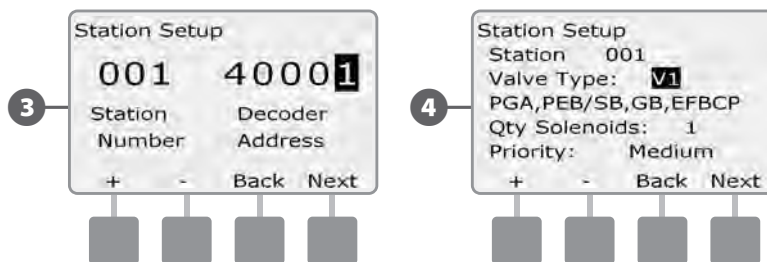 3
Station Setup
001 40001
Station Decoder
Number Address
+ - Back Next
4
Station Setup
Station 001
Valve Type: V1
PGA,PEB/SB,GB,EFBCP
Qty Solenoids: 1
Priority: Medium
+ - Back Next